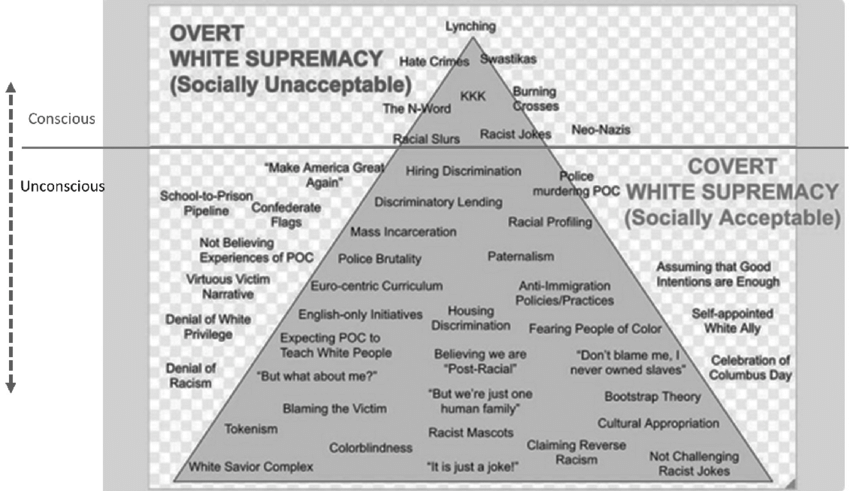 Lynching
OVERT
WHITE SUPREMACY
(Socially Unacceptable)
Hate Crimes
Swastikas
KKK
Burning
Crosses
The N-Word
Conscious
Racial Slurs
Racist Jokes
Neo-Nazis
Unconscious
COVERT
WHITE SUPREMACY
(Socially Acceptable)
"Make America Great
Again"
Hiring Discrimination
Police
murdering POC
School-to-Prison
Pipeline
Confederate
Flags
Discriminatory Lending
Racial Profiling
Mass Incarceration
Not Believing
Experiences of POC
Police Brutality
Paternalism
Virtuous Victim
Narrative
Euro-centric Curriculum
Anti-Immigration
Policies/Practices
Assuming that Good
Intentions are Enough
Denial of White
Privilege
English-only Initiatives
Housing
Discrimination
Fearing People of Color
Self-appointed
White Ally
Expecting POC to
Teach White People
Believing we are
"Post-Racial"
"Don't blame me, I
never owned slaves"
Celebration of
Columbus Day
Denial of
Racism
"But what about me?"
"But we're just one
human family"
Bootstrap Theory
Blaming the Victim
Tokenism
Racist Mascots
Cultural Appropriation
Colorblindness
Claiming Reverse
Racism
Not Challenging
Racist Jokes
White Savior Complex
"It is just a joke!"